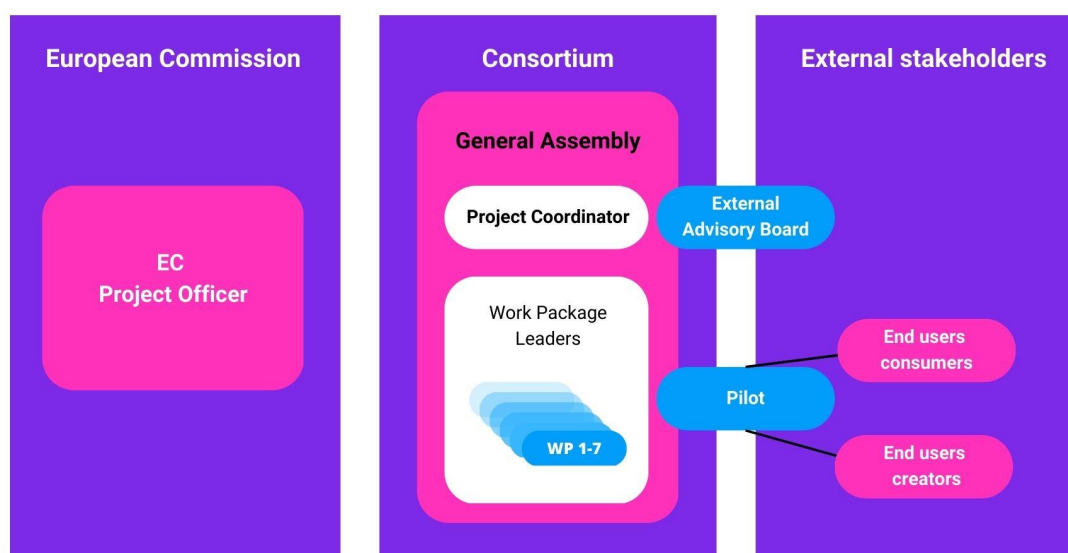 European Commission
Consortium
External stakeholders
EC
Project Officer
General Assembly
Project Coordinator
External
Advisory Board
Work Package
Leaders
WP 1-7
Pilot
End users
consumers
End users
creators